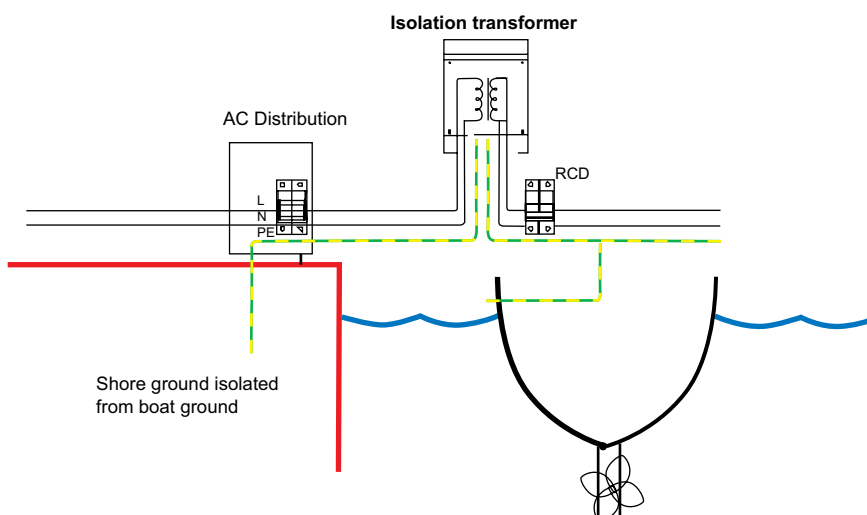 Isolation transformer
AC Distribution
RCD
L
N
PE
Shore ground isolated
from boat ground